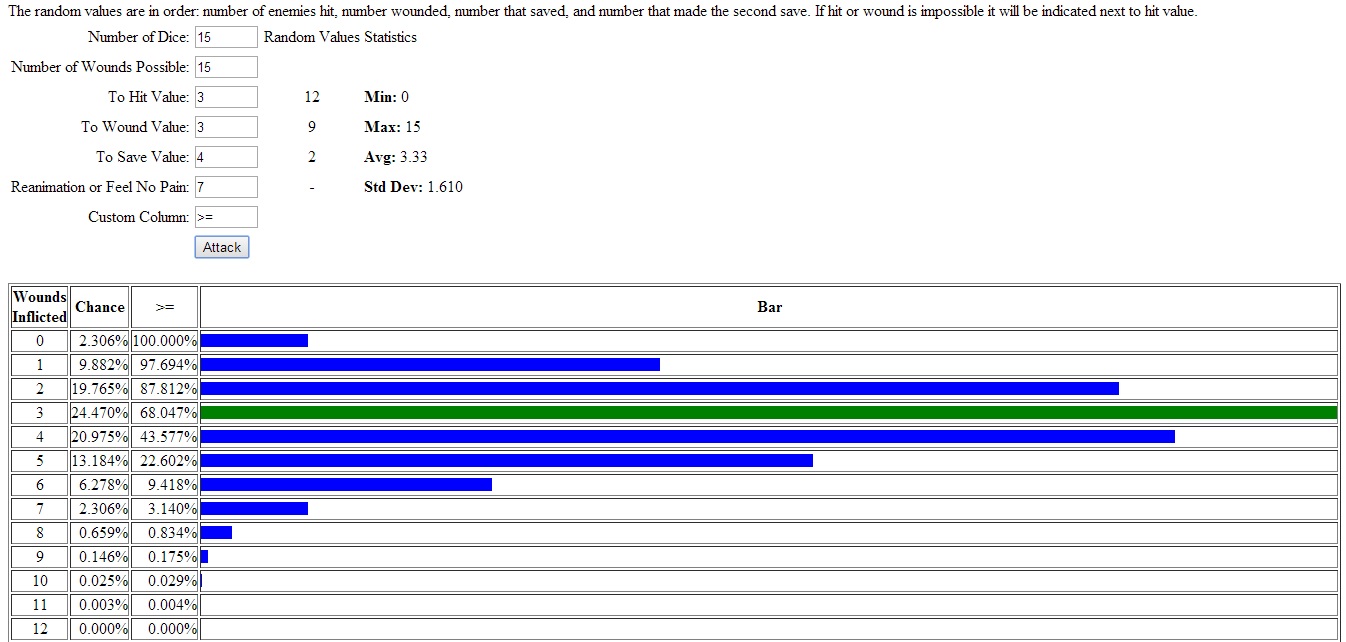 The random values are in order: number of enemies hit, number wounded, number that saved, and number that made the second save. If hit or wound is impossible it will be indicated next to hit value.
Number of Dice: 15 Random Values Statistics
Number of Wounds Possible: 15
To Hit Value: 3 12 Min: 0
To Wound Value: 3 9 Max: 15
To Save Value: 4 2 Avg: 3.33
Reanimation or Feel No Pain: 7 - Std Dev: 1.610
Custom Column: >=
Attack
Wounds Inflicted Chance >= Bar
0 2.306% 100.000%
1 9.882% 97.694%
2 19.765% 87.812%
3 24.470% 68.047%
4 20.975% 43.577%
5 13.184% 22.602%
6 6.278% 9.418%
7 2.306% 3.140%
8 0.659% 0.834%
9 0.146% 0.175%
10 0.025% 0.029%
11 0.003% 0.004%
12 0.000% 0.000%